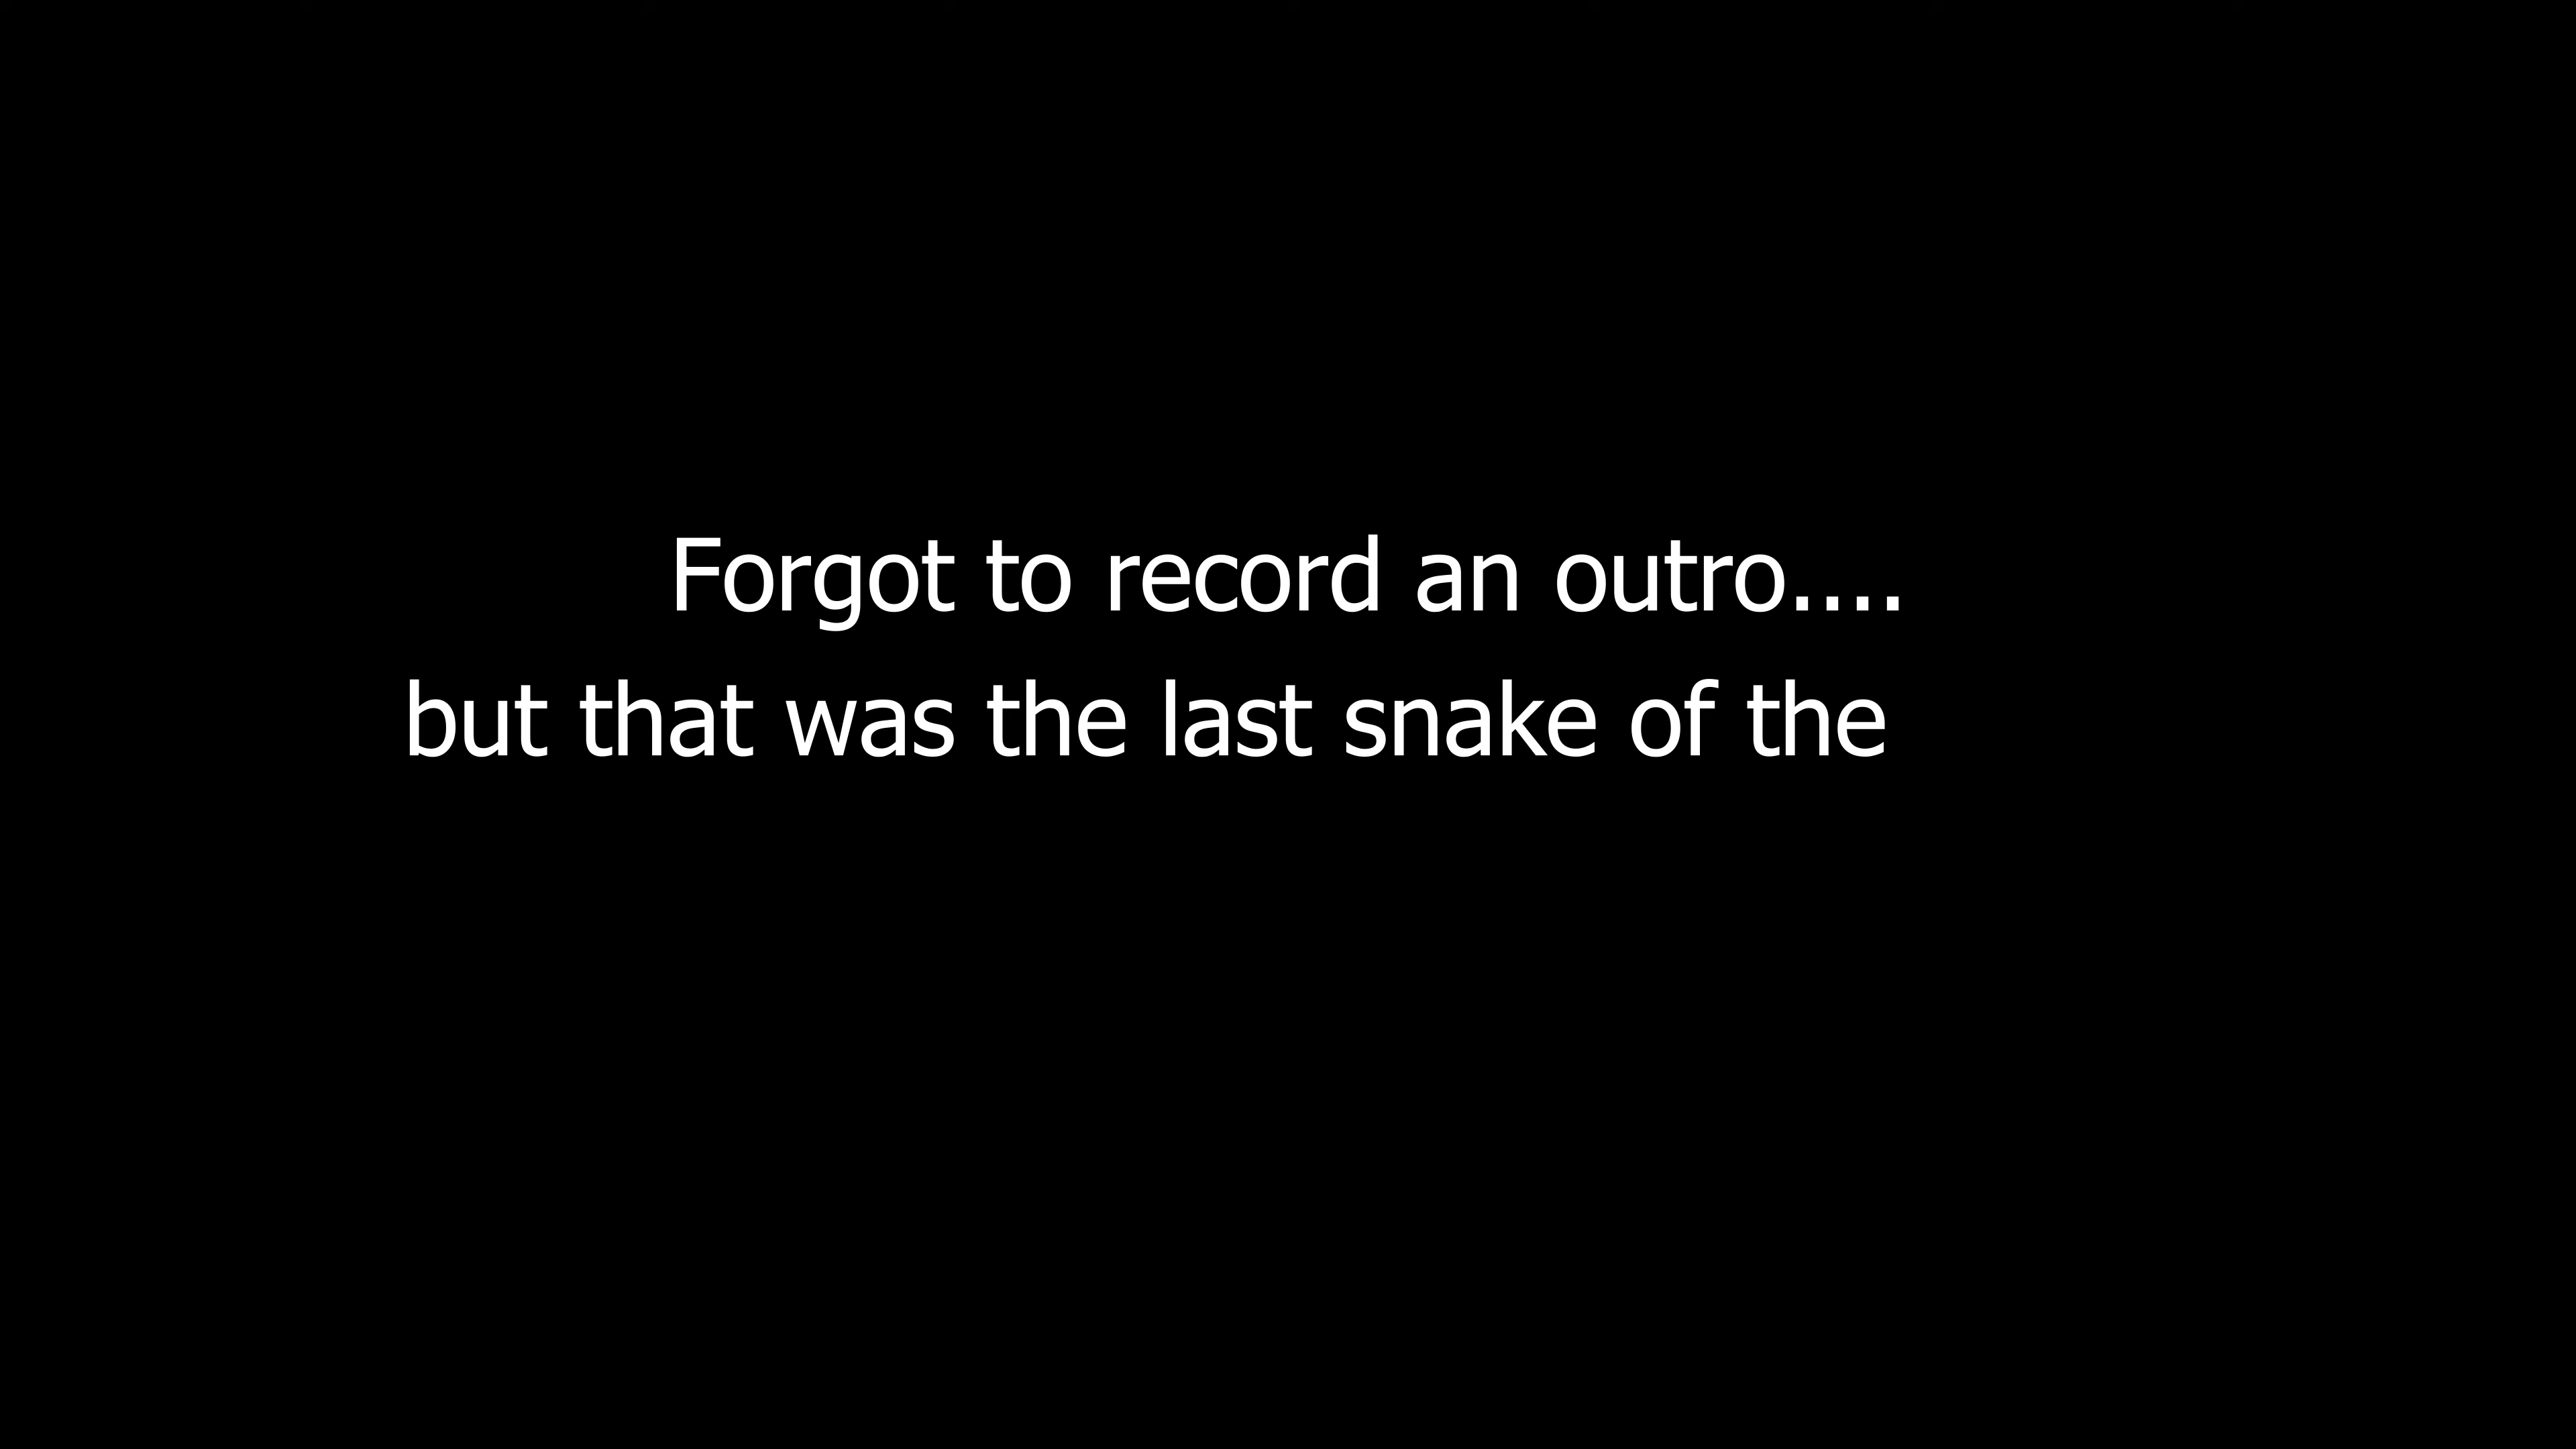 Forgot to record an outro....
but that was the last snake of the